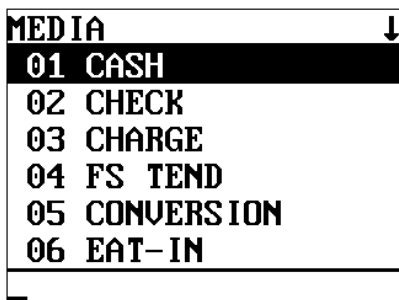 MEDIA ↓
01 CASH
02 CHECK
03 CHARGE
04 FS TEND
05 CONVERSION
06 EAT-IN